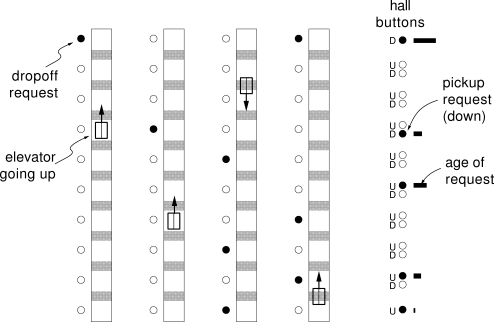 hall
buttons
D
dropoff
request
U
D
U
D
pickup
request
(down)
U
D
elevator
going up
U
D
age of
request
U
D
U
D
U
D
U